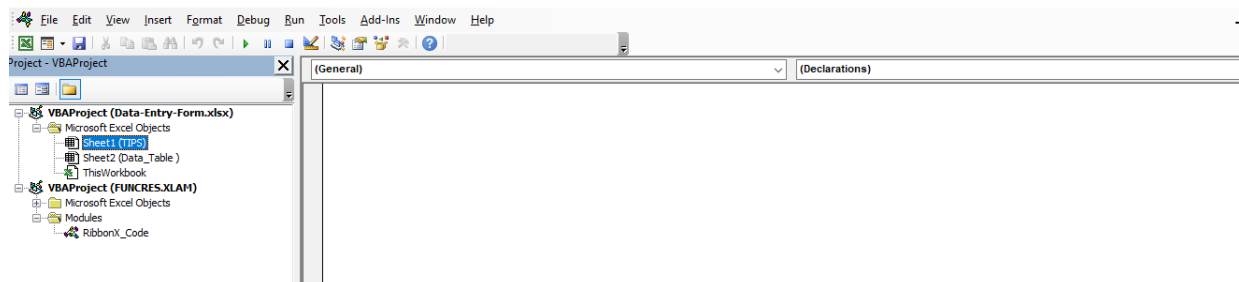 File Edit View Insert Format Debug Run Tools Add-Ins Window Help
Project - VBAProject
(General) (Declarations)
VBAProject (Data-Entry-Form.xlsx)
Microsoft Excel Objects
Sheet1 (TIPS)
Sheet2 (Data_Table )
ThisWorkbook
VBAProject (FUNCRES.XLAM)
Microsoft Excel Objects
Modules
RibbonX_Code